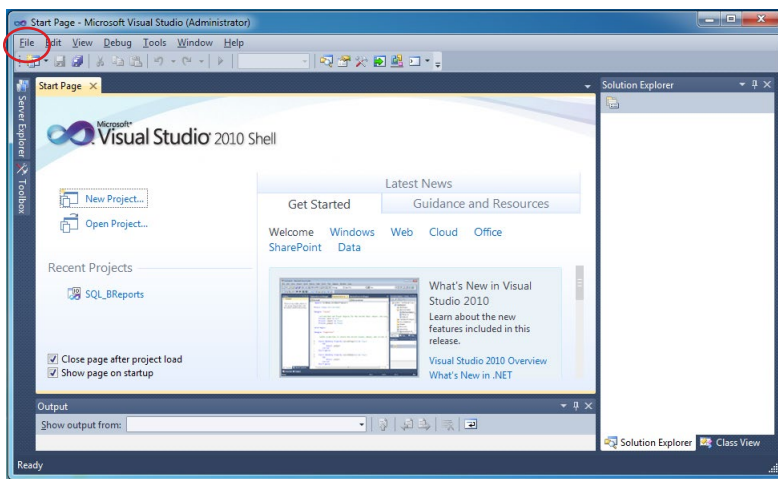 Start Page - Microsoft Visual Studio (Administrator)
File Edit View Debug Tools Window Help
Server Explorer
Toolbox
Start Page
Microsoft
Visual Studio 2010 Shell
New Project...
Open Project...
Recent Projects
SQL_BReports
Close page after project load
Show page on startup
Latest News
Get Started
Guidance and Resources
Welcome Windows Web Cloud Office
SharePoint Data
What's New in Visual
Studio 2010
Learn about the new
features included in this
release.
Visual Studio 2010 Overview
What's New in .NET
Solution Explorer
Output
Show output from:
Solution Explorer Class View
Ready